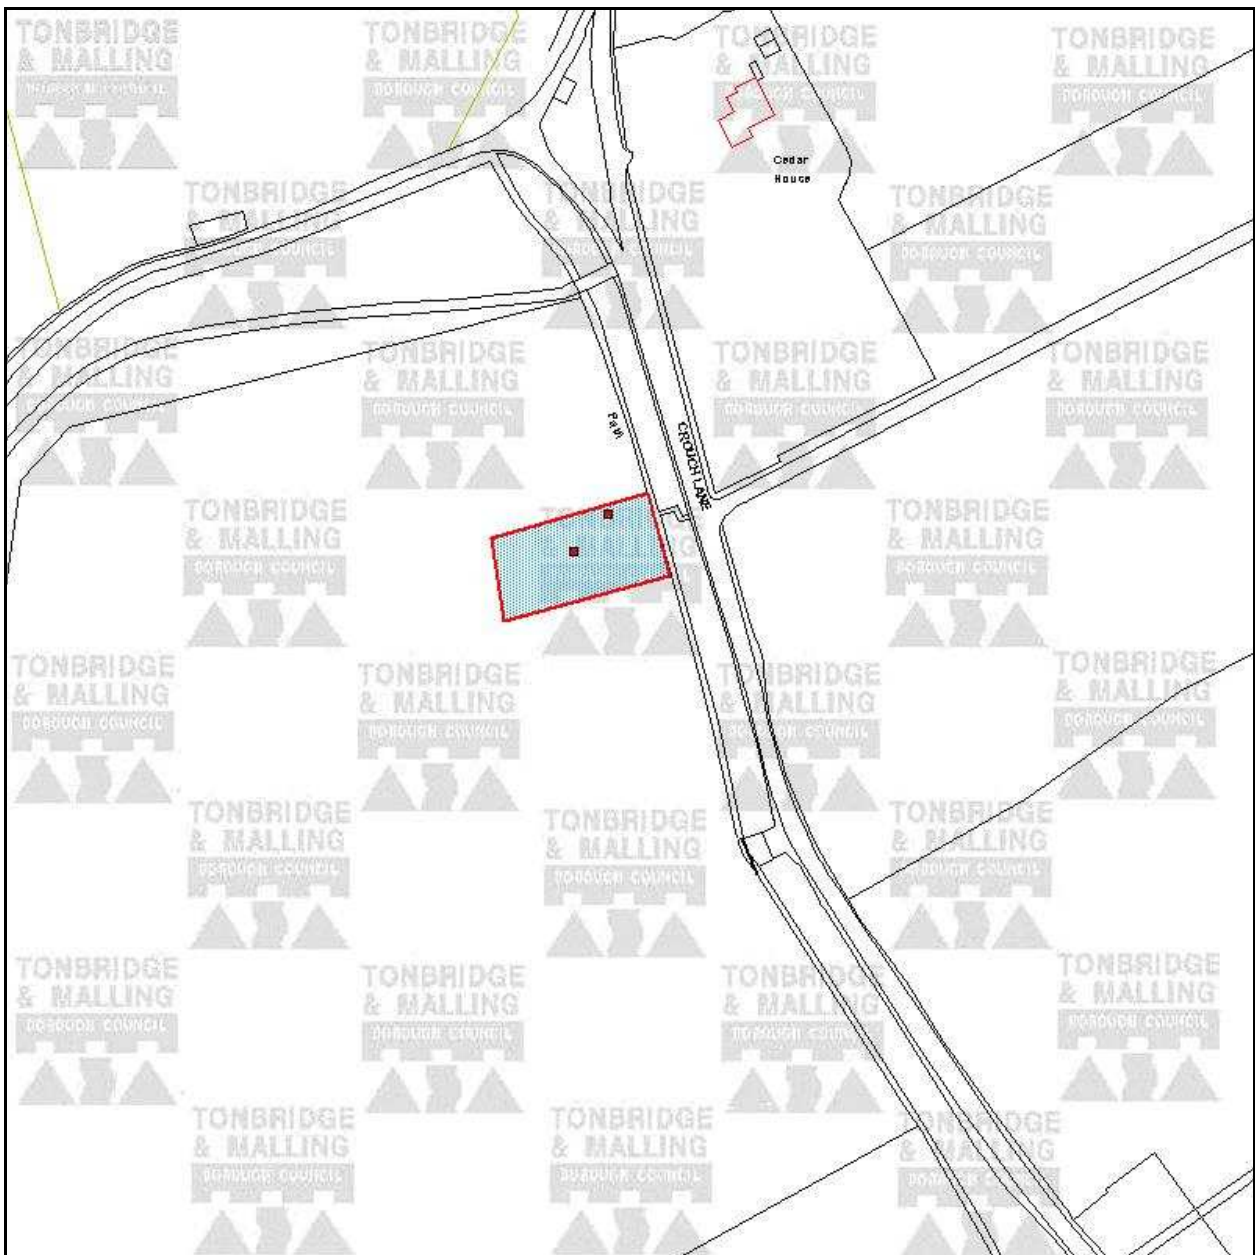 TONBRIDGE
& MALLING
BOROUGH COUNCIL
Cedar
House
Path
CROUCH LANE